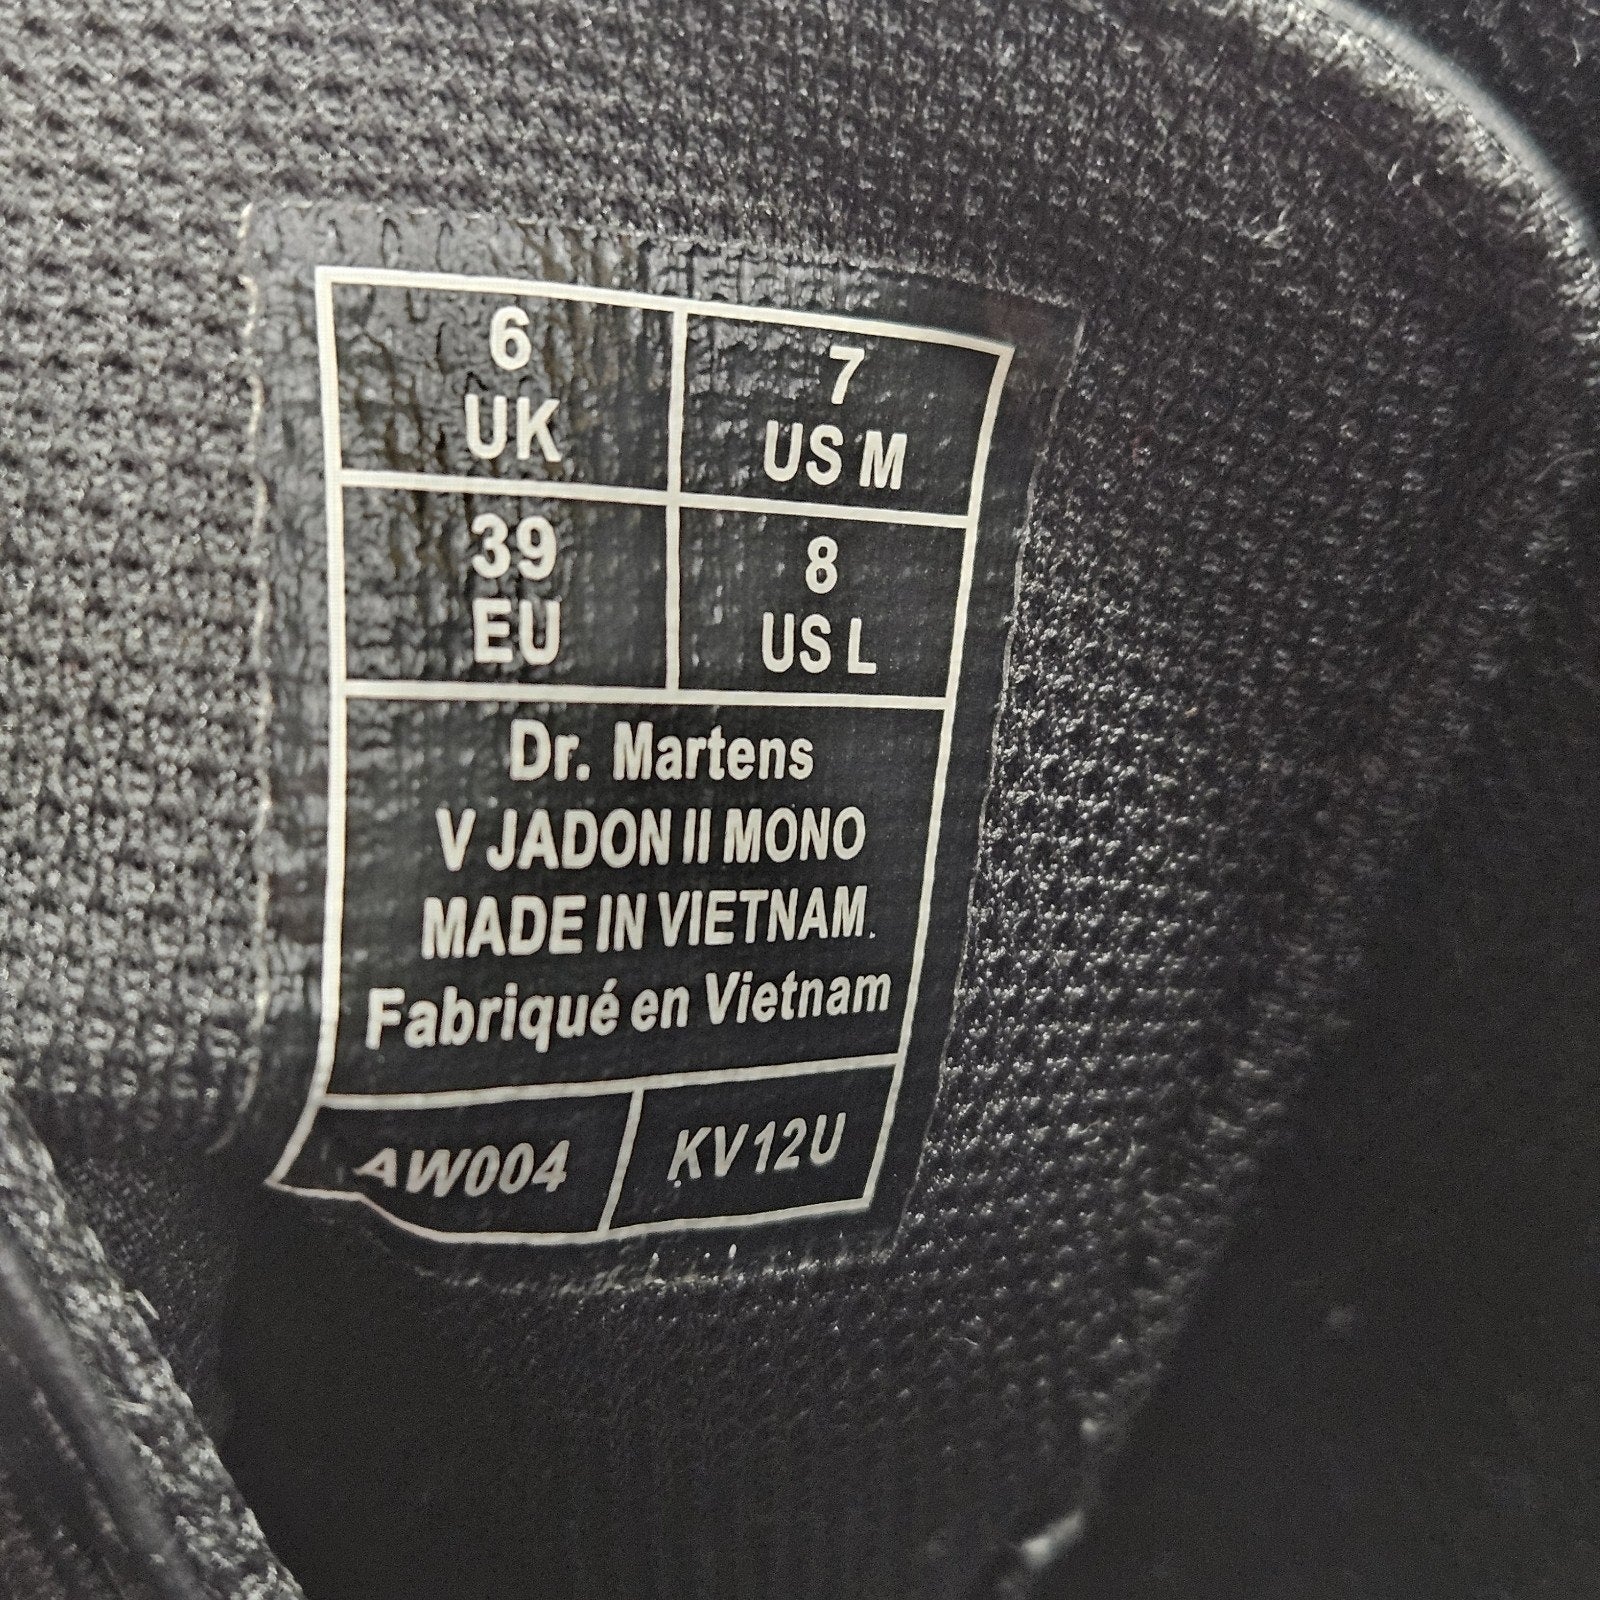 6
UK
7
US M
39
EU
8
US L
Dr. Martens
V JADON II MONO
MADE IN VIETNAM.
Fabriqué en Vietnam
AW004
KV12U